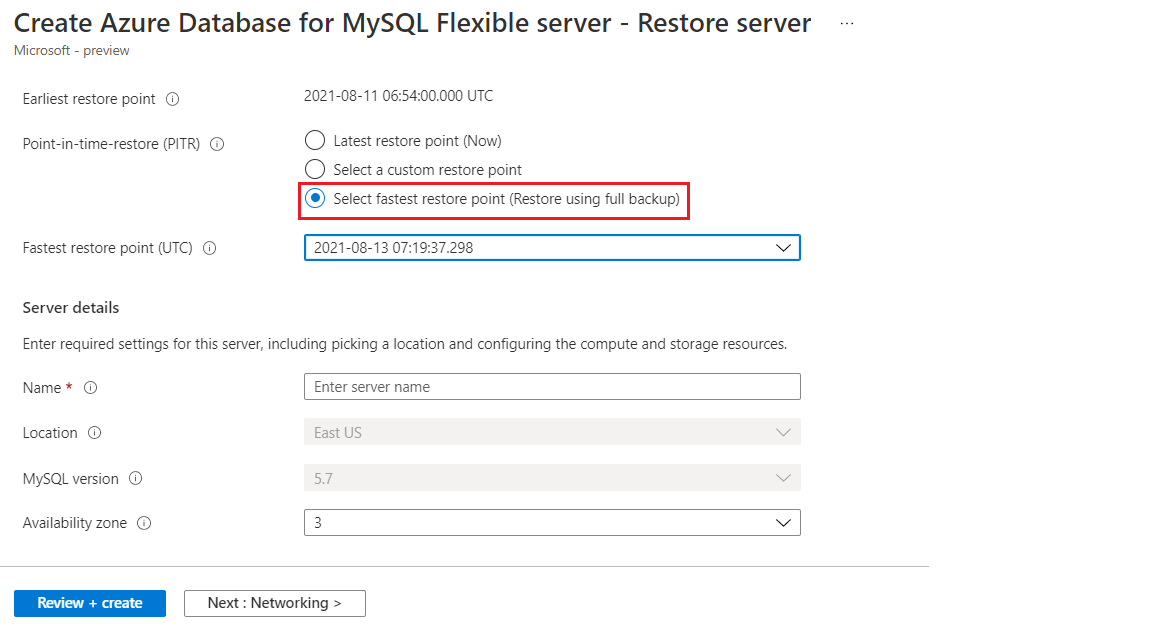 Create Azure Database for MySQL Flexible server - Restore server ...
Microsoft - preview
Earliest restore point 2021-08-11 06:54:00.000 UTC
Point-in-time-restore (PITR) Latest restore point (Now)
Select a custom restore point
Select fastest restore point (Restore using full backup)
Fastest restore point (UTC) 2021-08-13 07:19:37.298
Server details
Enter required settings for this server, including picking a location and configuring the compute and storage resources.
Name * Enter server name
Location East US
MySQL version 5.7
Availability zone 3
Review + create Next : Networking >